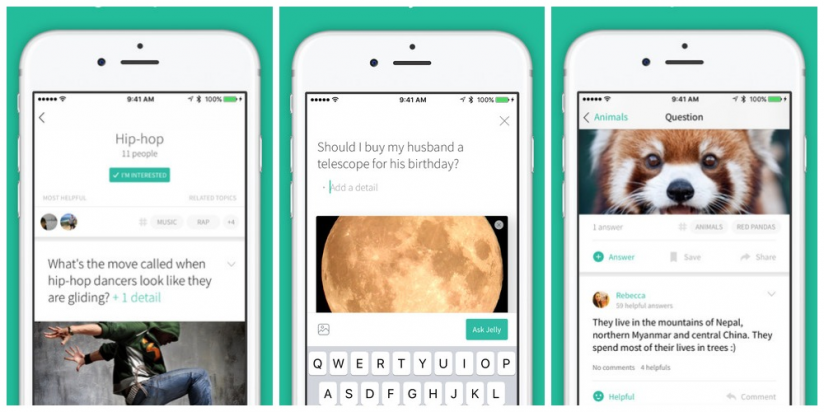 9:41 AM
100%
Hip-hop
11 people
✓ I'M INTERESTED
MOST HELPFUL
RELATED TOPICS
# MUSIC RAP +4
What's the move called when
hip-hop dancers look like they
are gliding? + 1 detail
9:41 AM
100%
Should I buy my husband a
telescope for his birthday?
· Add a detail
Ask Jelly
Q W E R T Y U I O P
A S D F G H J K L
9:41 AM
100%
Animals
Question
1 answer
# ANIMALS RED PANDAS
Answer
Save
Share
Rebecca
59 helpful answers
They live in the mountains of Nepal,
northern Myanmar and central China. They
spend most of their lives in trees :)
No comments 4 helpfuls
Helpful
Comment